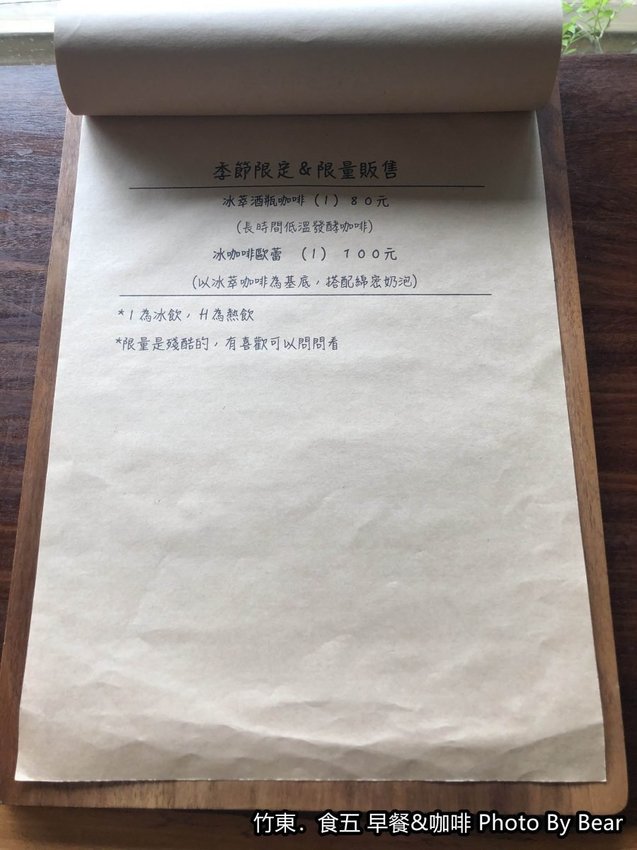 季節限定&限量販售
冰萃酒瓶咖啡 (I) 80元
(長時間低溫發酵咖啡)
冰咖啡歐蕾 (I) 100元
(以冰萃咖啡為基底，搭配綿密奶泡)
*I為冰飲，H為熱飲
*限量是殘酷的，有喜歡可以問問看
竹東．食五 早餐&咖啡 Photo By Bear